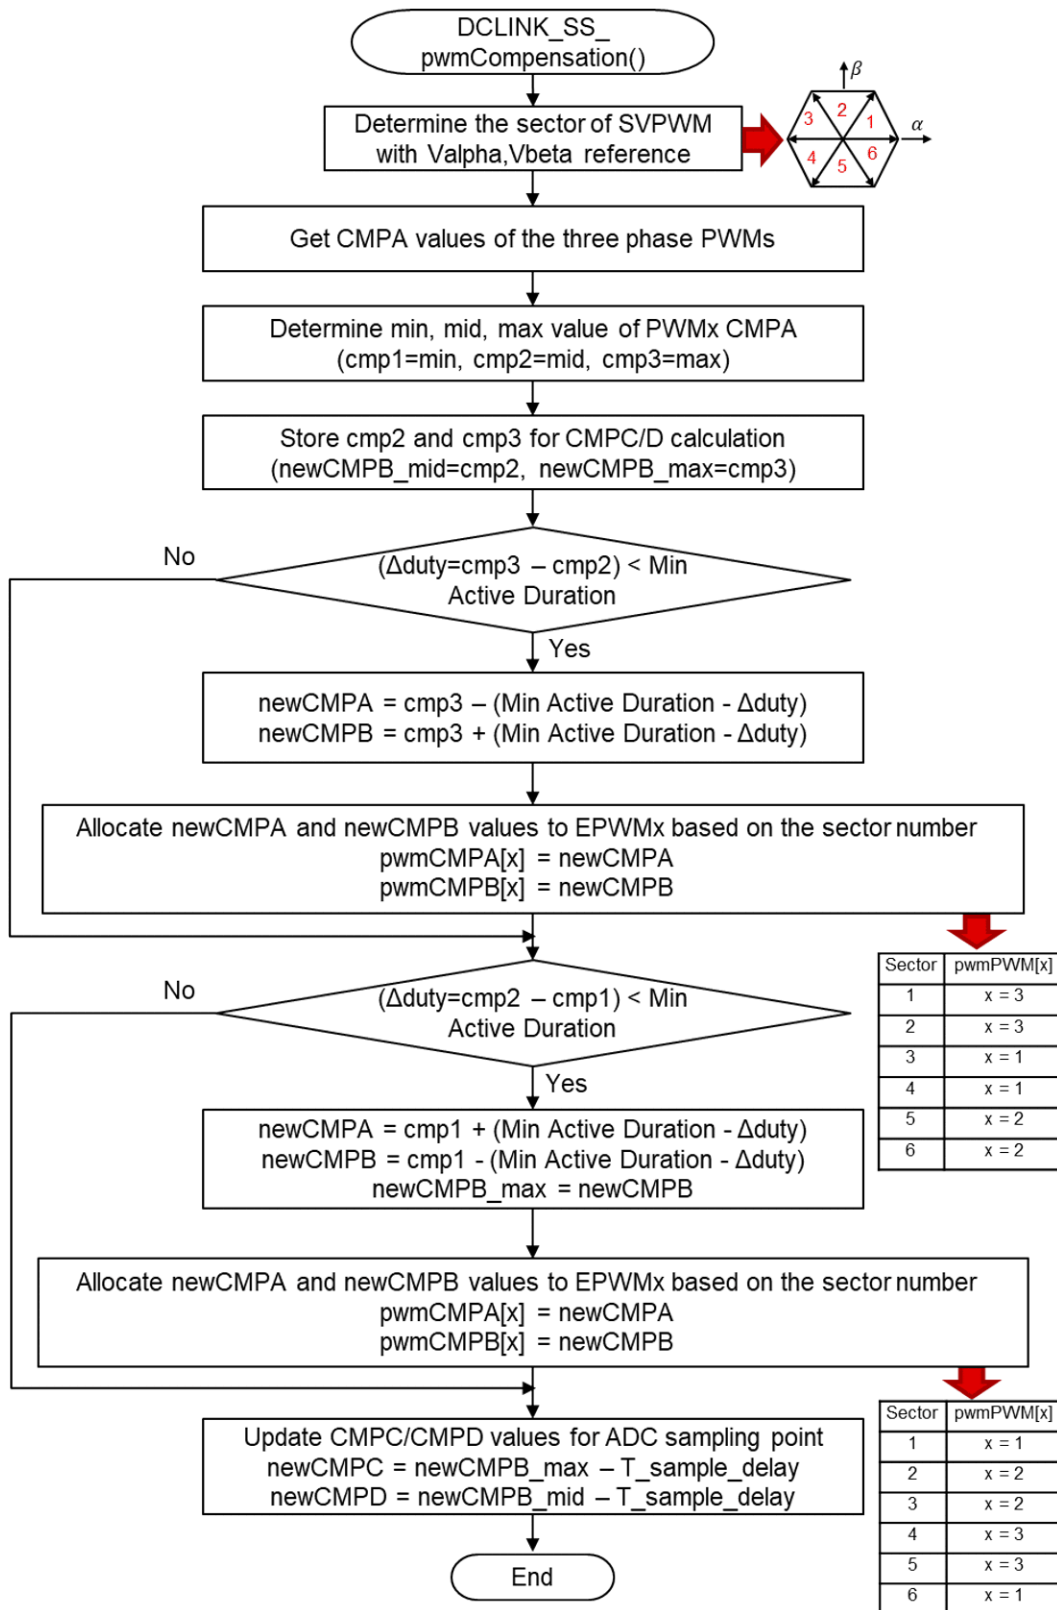 DCLINK_SS_
pwmCompensation()
Determine the sector of SVPWM
with Valpha,Vbeta reference
β
α
3
2
1
4
5
6
Get CMPA values of the three phase PWMs
Determine min, mid, max value of PWMx CMPA
(cmp1=min, cmp2=mid, cmp3=max)
Store cmp2 and cmp3 for CMPC/D calculation
(newCMPB_mid=cmp2, newCMPB_max=cmp3)
No
(Δduty=cmp3 – cmp2) < Min
Active Duration
Yes
newCMPA = cmp3 – (Min Active Duration - Δduty)
newCMPB = cmp3 + (Min Active Duration - Δduty)
Allocate newCMPA and newCMPB values to EPWMx based on the sector number
pwmCMPA[x] = newCMPA
pwmCMPB[x] = newCMPB
Sector pwmPWM[x]
1 x = 3
2 x = 3
3 x = 1
4 x = 1
5 x = 2
6 x = 2
No
(Δduty=cmp2 – cmp1) < Min
Active Duration
Yes
newCMPA = cmp1 + (Min Active Duration - Δduty)
newCMPB = cmp1 - (Min Active Duration - Δduty)
newCMPB_max = newCMPB
Allocate newCMPA and newCMPB values to EPWMx based on the sector number
pwmCMPA[x] = newCMPA
pwmCMPB[x] = newCMPB
Sector pwmPWM[x]
1 x = 1
2 x = 2
3 x = 2
4 x = 3
5 x = 3
6 x = 1
Update CMPC/CMPD values for ADC sampling point
newCMPC = newCMPB_max – T_sample_delay
newCMPD = newCMPB_mid – T_sample_delay
End